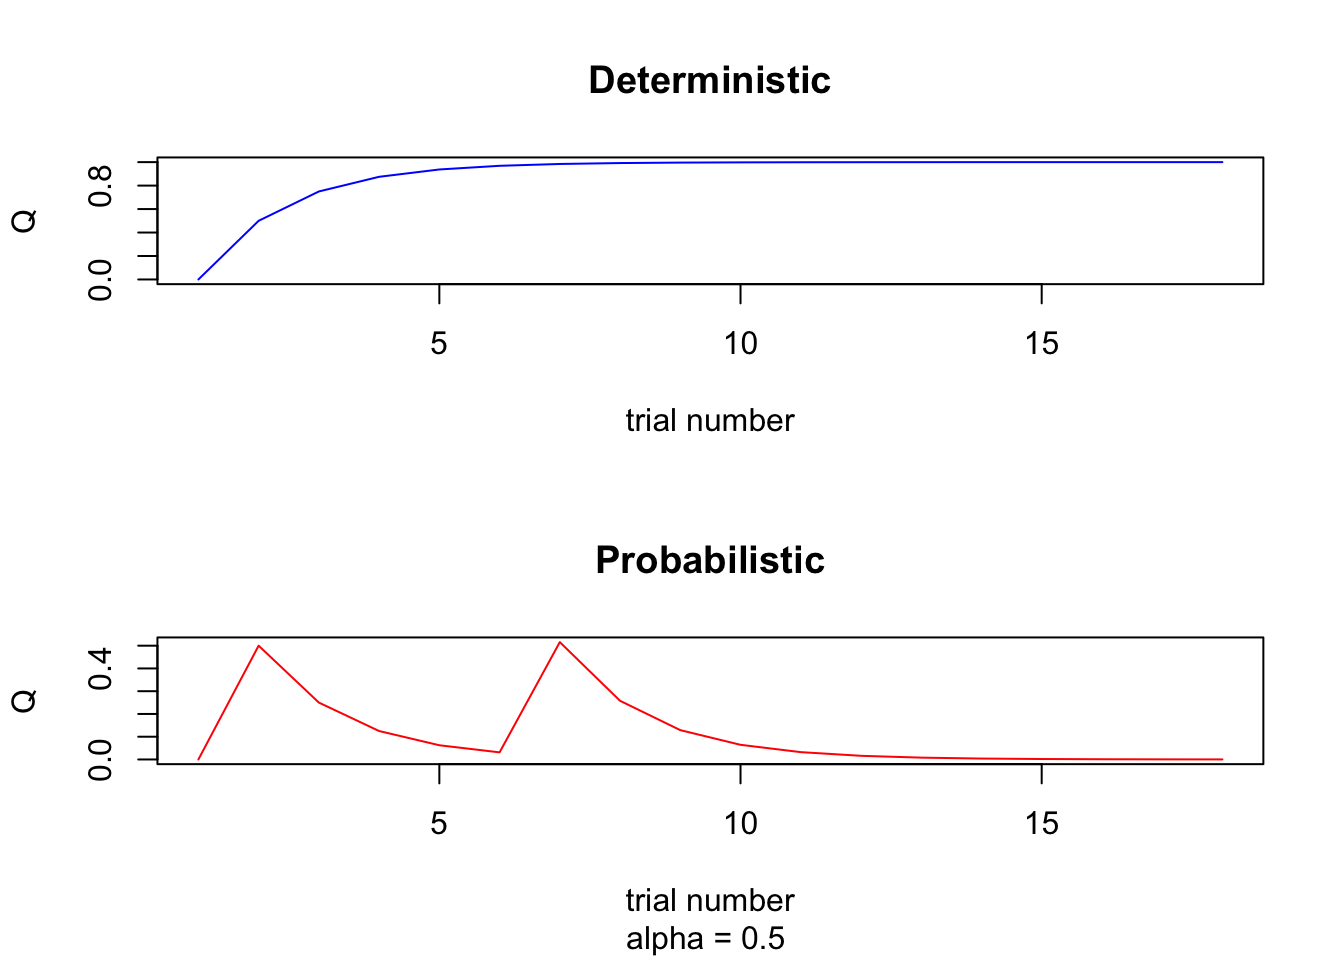 Deterministic
Q
0.8
0.0
5 10 15
trial number
Probabilistic
Q
0.4
0.0
5 10 15
trial number
alpha = 0.5